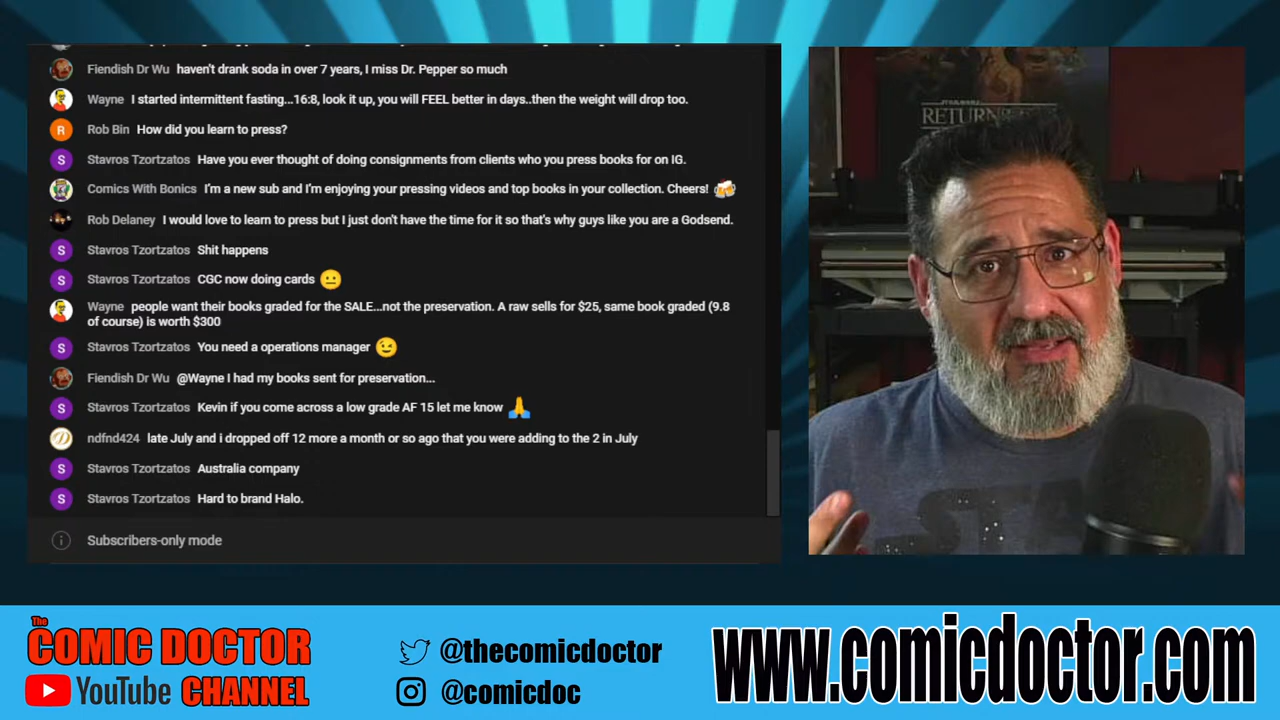 Fiendish Dr Wu haven't drank soda in over 7 years, I miss Dr. Pepper so much
Wayne I started intermittent fasting...16:8, look it up, you will FEEL better in days..then the weight will drop too.
R Rob Bin How did you learn to press?
S Stavros Tzortzatos Have you ever thought of doing consignments from clients who you press books for on IG.
Comics With Bonics I'm a new sub and I'm enjoying your pressing videos and top books in your collection. Cheers! 🍻
Rob Delaney I would love to learn to press but I just don't have the time for it so that's why guys like you are a Godsend.
S Stavros Tzortzatos Shit happens
S Stavros Tzortzatos CGC now doing cards 😐
Wayne people want their books graded for the SALE...not the preservation. A raw sells for $25, same book graded (9.8
of course) is worth $300
S Stavros Tzortzatos You need a operations manager 😉
Fiendish Dr Wu @Wayne I had my books sent for preservation...
S Stavros Tzortzatos Kevin if you come across a low grade AF 15 let me know 🙏
ndfnd424 late July and i dropped off 12 more a month or so ago that you were adding to the 2 in July
S Stavros Tzortzatos Australia company
S Stavros Tzortzatos Hard to brand Halo.
Subscribers-only mode
STAR WARS
RETURN
STA
The
COMIC DOCTOR
YouTube CHANNEL
@thecomicdoctor
@comicdoc
www.comicdoctor.com